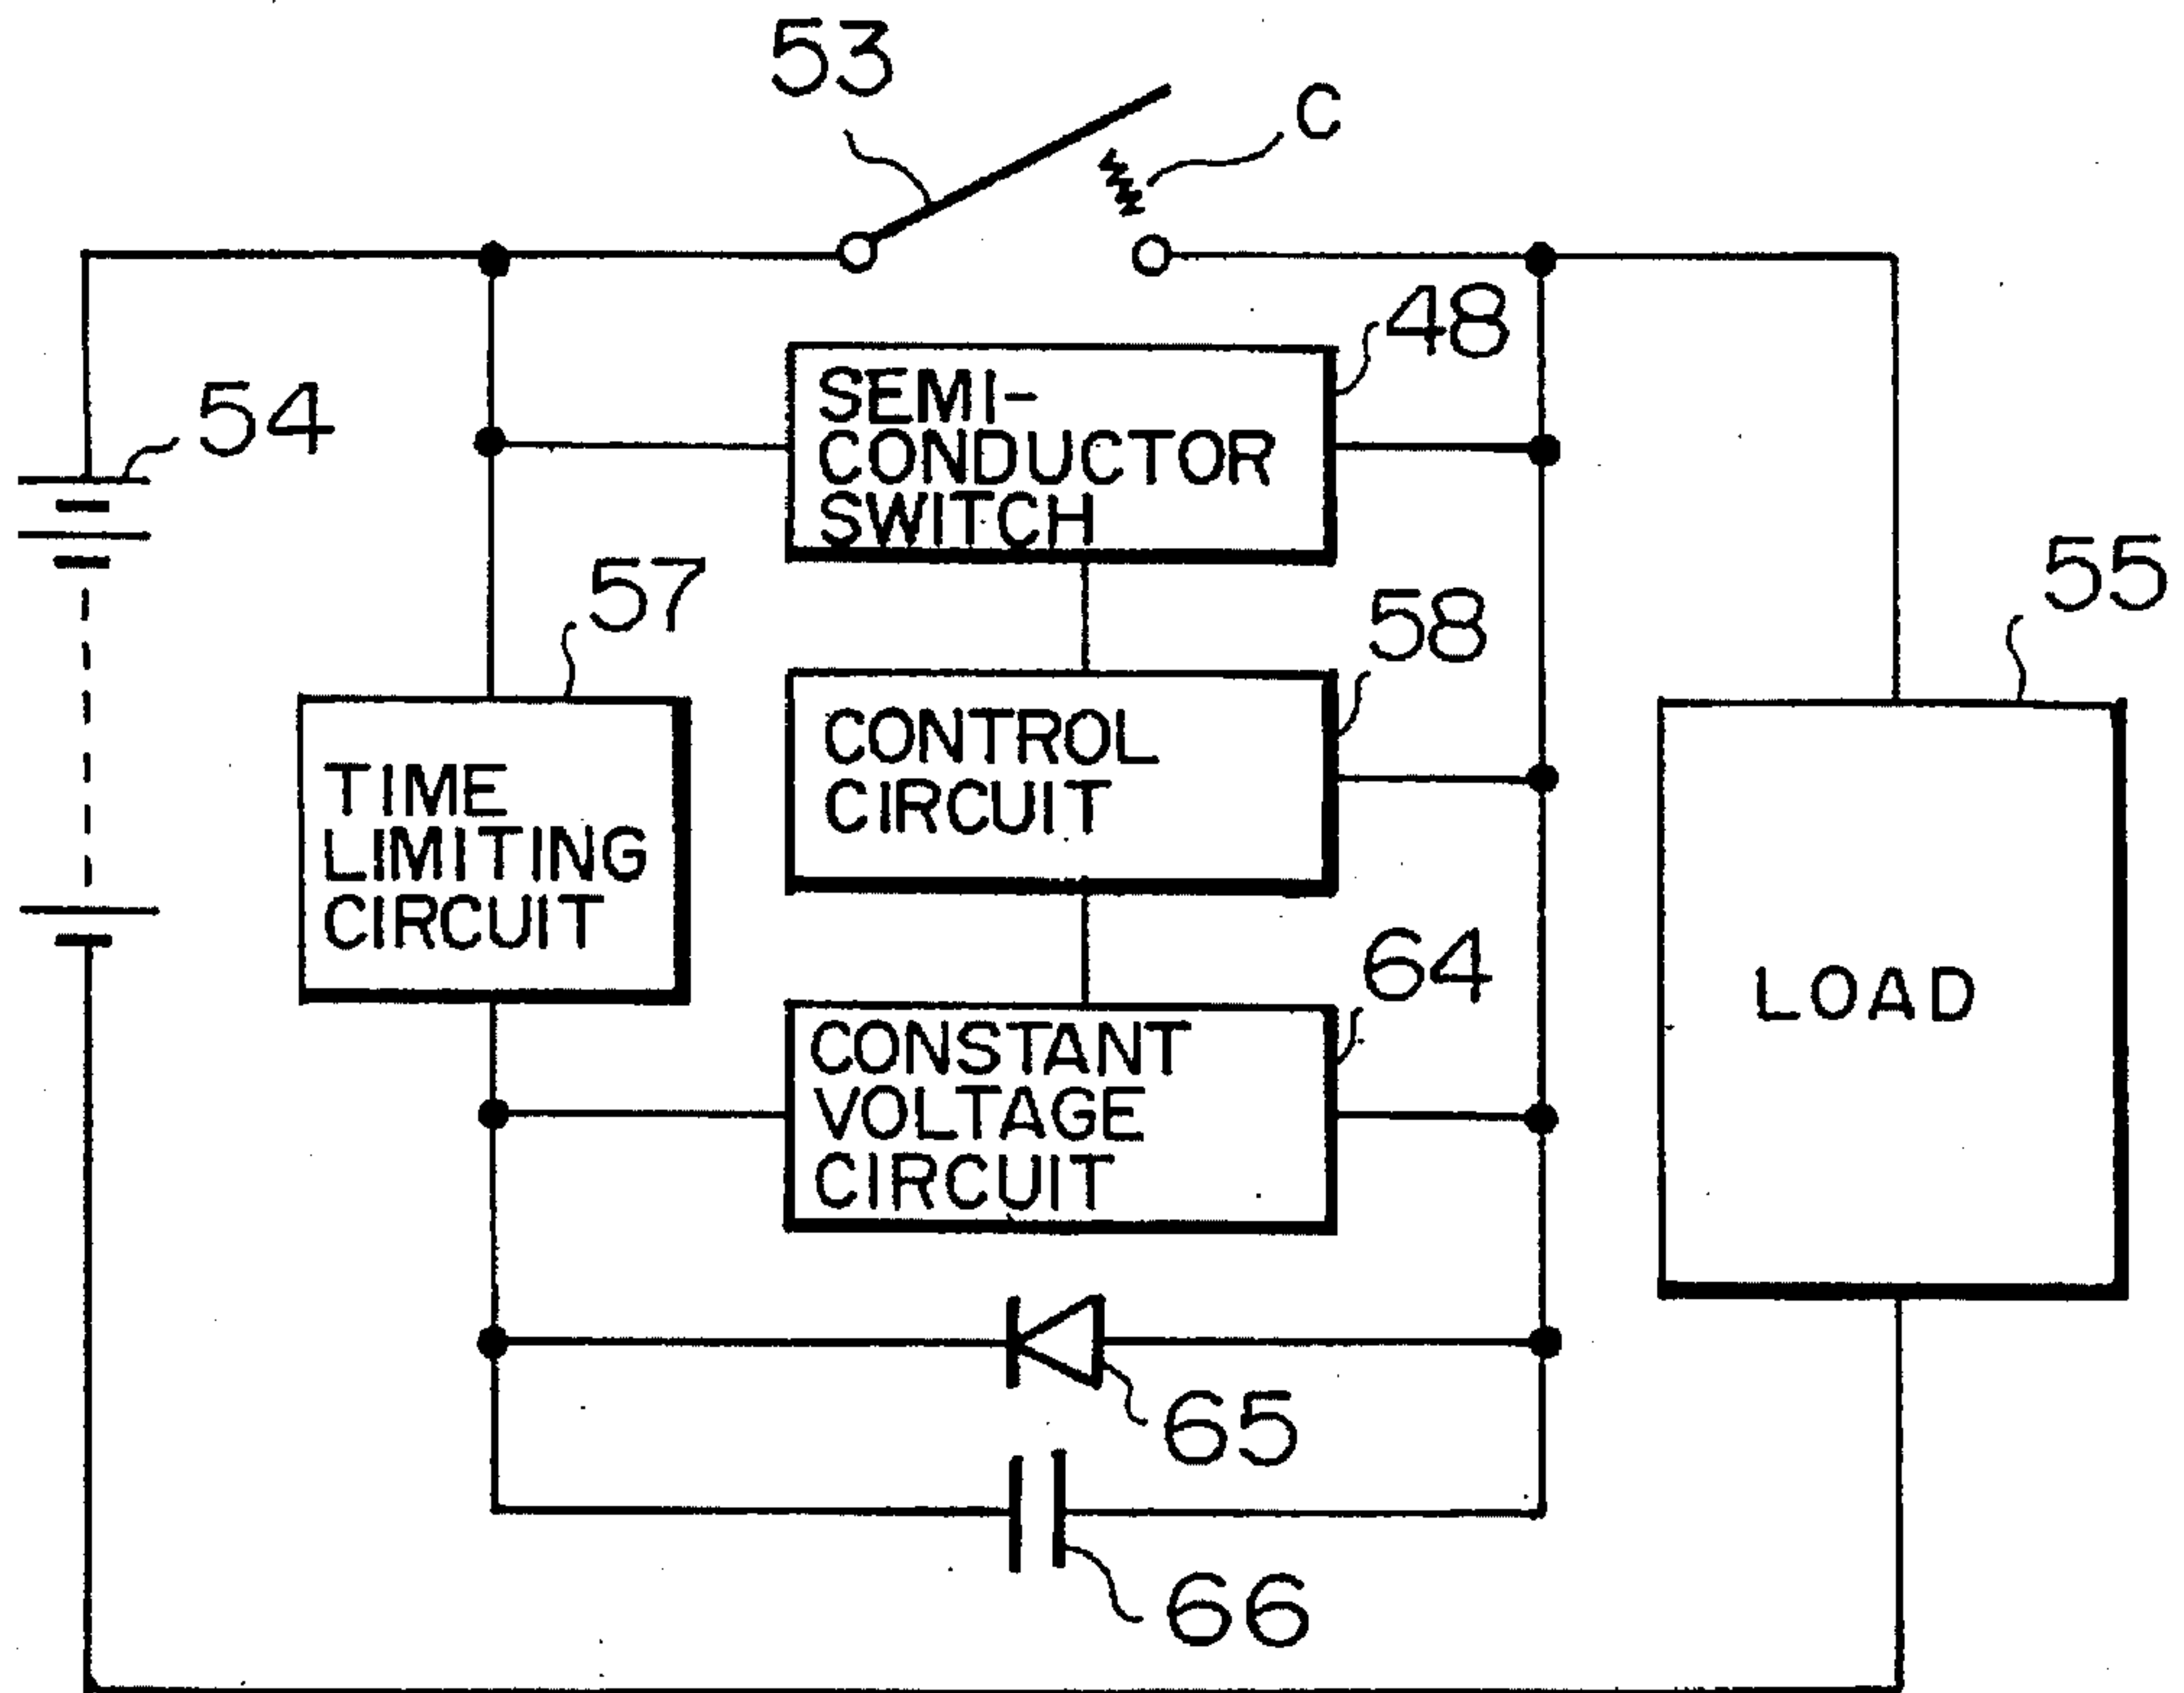 53
C
48
SEMI-
CONDUCTOR
SWITCH
54
57
58
55
CONTROL
CIRCUIT
TIME
LIMITING
CIRCUIT
64
LOAD
CONSTANT
VOLTAGE
CIRCUIT
65
66